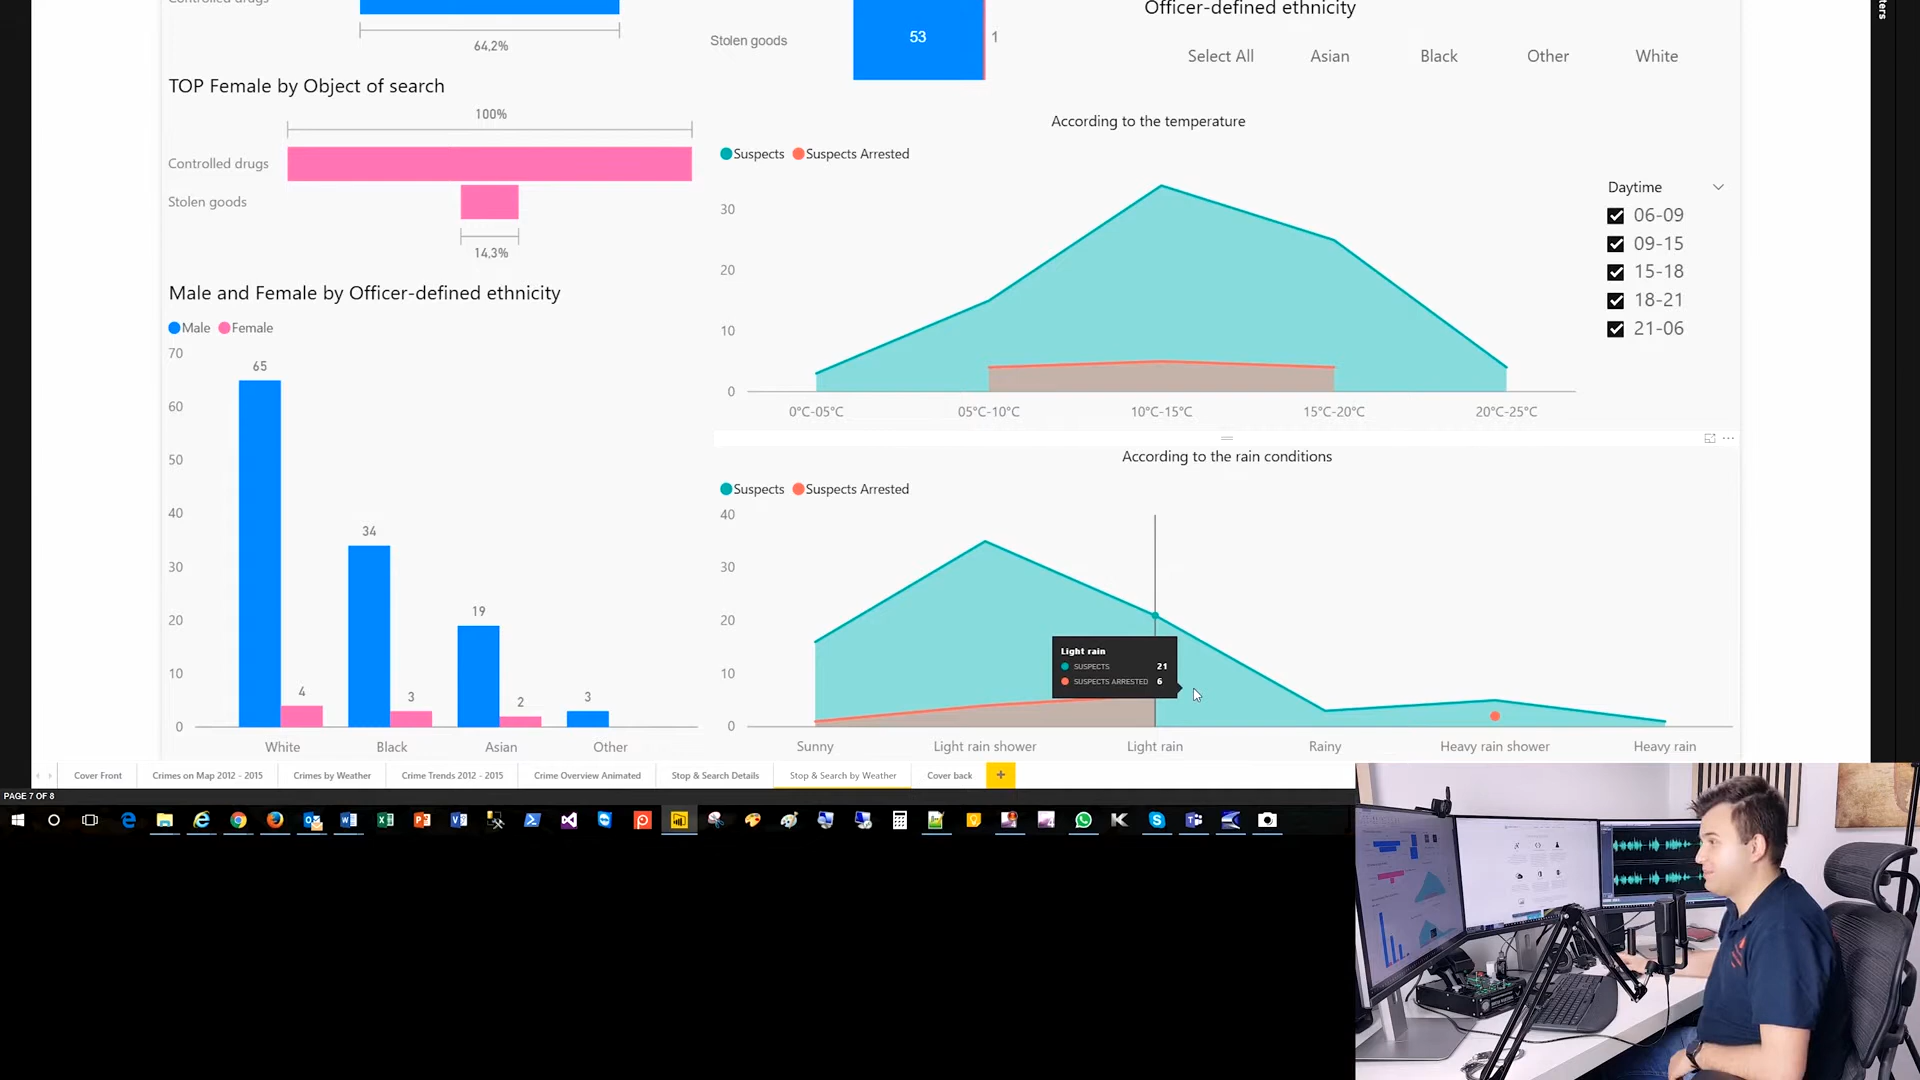 Controlled drugs
64,2%
TOP Female by Object of search
100%
Controlled drugs
Stolen goods
14,3%
Male and Female by Officer-defined ethnicity
Male Female
70
60
50
40
30
20
10
0
65
4
34
3
19
2
3
White Black Asian Other
Stolen goods
53
1
Officer-defined ethnicity
Select All Asian Black Other White
According to the temperature
Suspects Suspects Arrested
30
20
10
0
0°C-05°C 05°C-10°C 10°C-15°C 15°C-20°C 20°C-25°C
Daytime
06-09
09-15
15-18
18-21
21-06
According to the rain conditions
Suspects Suspects Arrested
40
30
20
10
0
Light rain
SUSPECTS 21
SUSPECTS ARRESTED 6
Sunny Light rain shower Light rain Rainy Heavy rain shower Heavy rain
Cover Front Crimes on Map 2012 - 2015 Crimes by Weather Crime Trends 2012 - 2015 Crime Overview Animated Stop & Search Details Stop & Search by Weather Cover back +
PAGE 7 OF 8